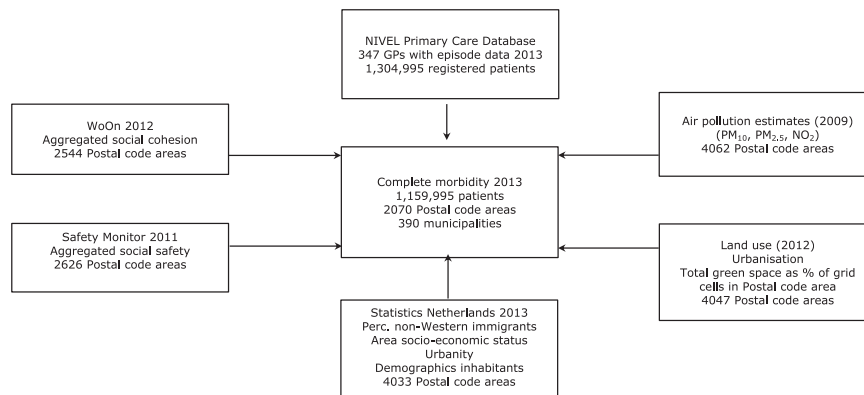 NIVEL Primary Care Database
347 GPs with episode data 2013
1,304,995 registered patients
WoOn 2012
Aggregated social cohesion
2544 Postal code areas
Air pollution estimates (2009)
(PM10, PM2.5, NO2)
4062 Postal code areas
Complete morbidity 2013
1,159,995 patients
2070 Postal code areas
390 municipalities
Safety Monitor 2011
Aggregated social safety
2626 Postal code areas
Land use (2012)
Urbanisation
Total green space as % of grid
cells in Postal code area
4047 Postal code areas
Statistics Netherlands 2013
Perc. non-Western immigrants
Area socio-economic status
Urbanity
Demographics inhabitants
4033 Postal code areas